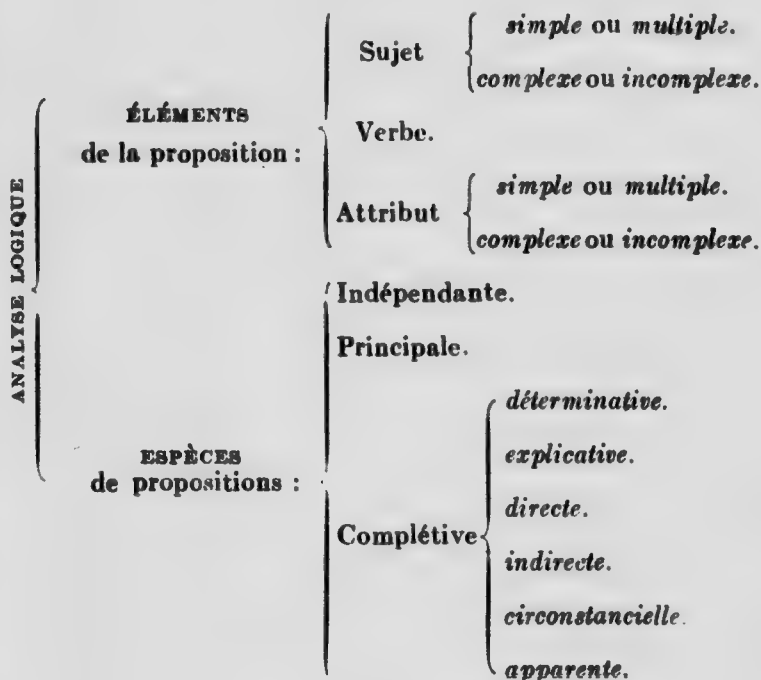 ANALYSE LOGIQUE
ÉLÉMENTS
de la proposition :
Sujet
simple ou multiple.
complexe ou incomplexe.
Verbe.
Attribut
simple ou multiple.
complexe ou incomplexe.
ESPÈCES
de propositions :
Indépendante.
Principale.
Complétive
déterminative.
explicative.
directe.
indirecte.
circonstancielle.
apparente.